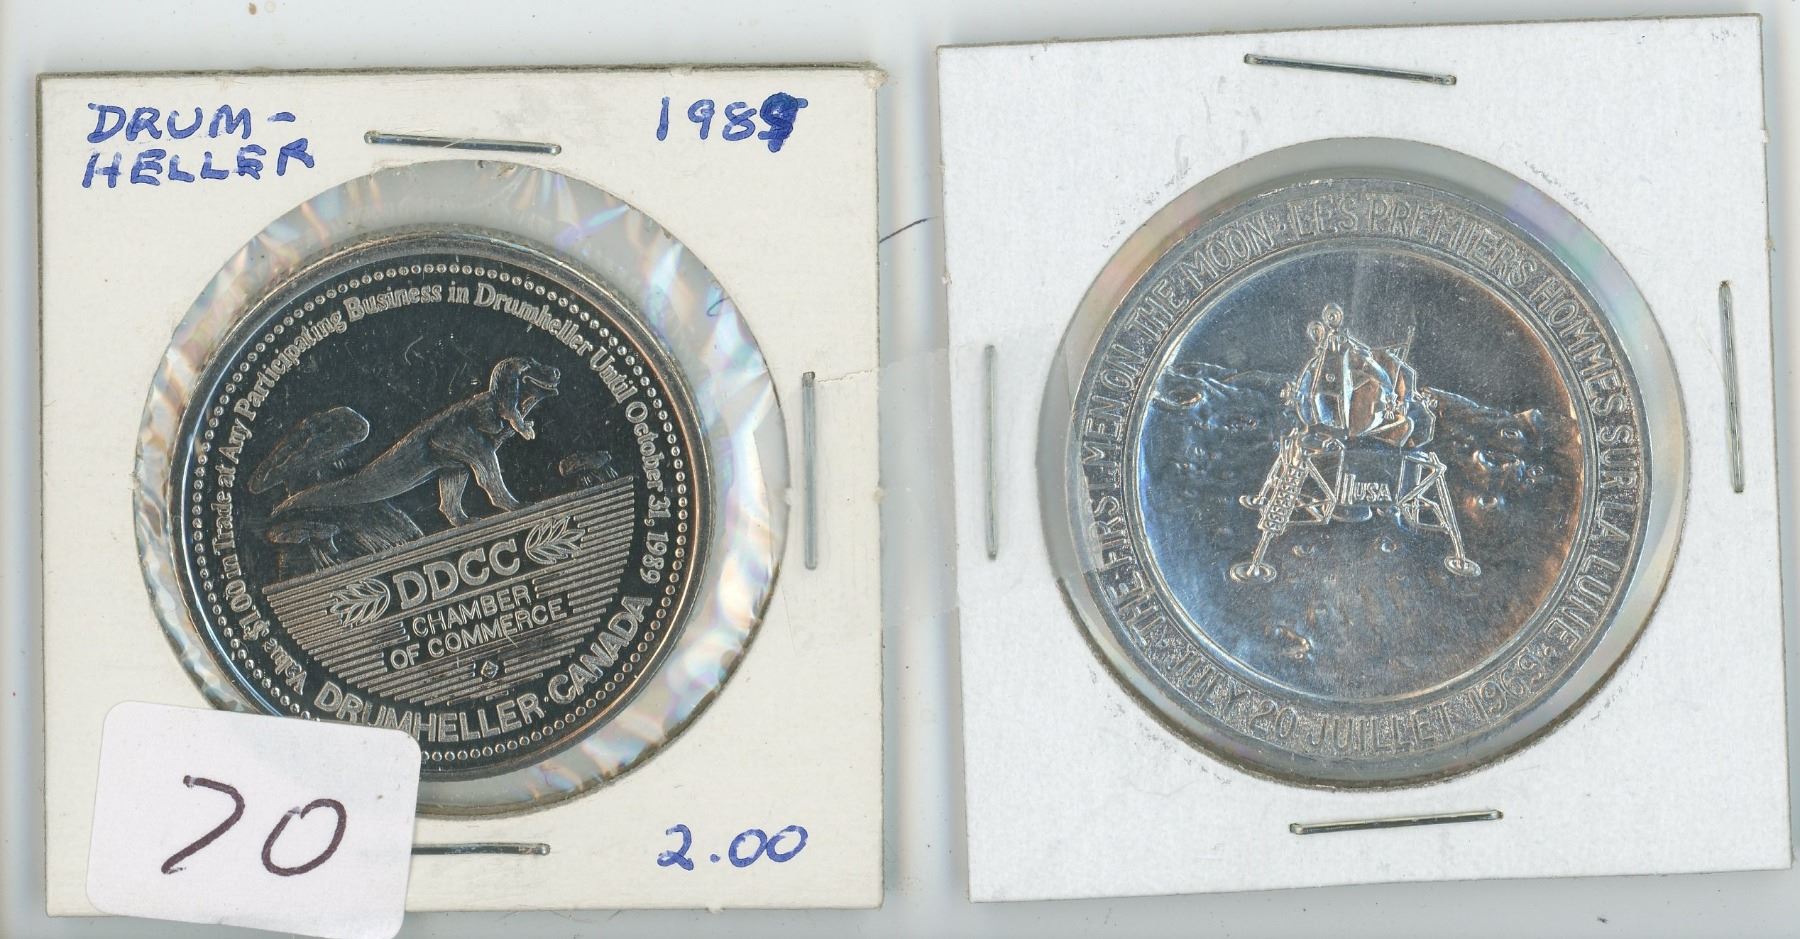 DRUM-
HELLER
1989
Value $1.00 in Trade at Any Participating Business in Drumheller Until October 31, 1989
DDCC
CHAMBER
OF COMMERCE
DRUMHELLER · CANADA
70
2.00
THE FIRST MEN ON THE MOON · LES PREMIERS HOMMES SUR LA LUNE
JULY 20 JUILLET 1969
USA